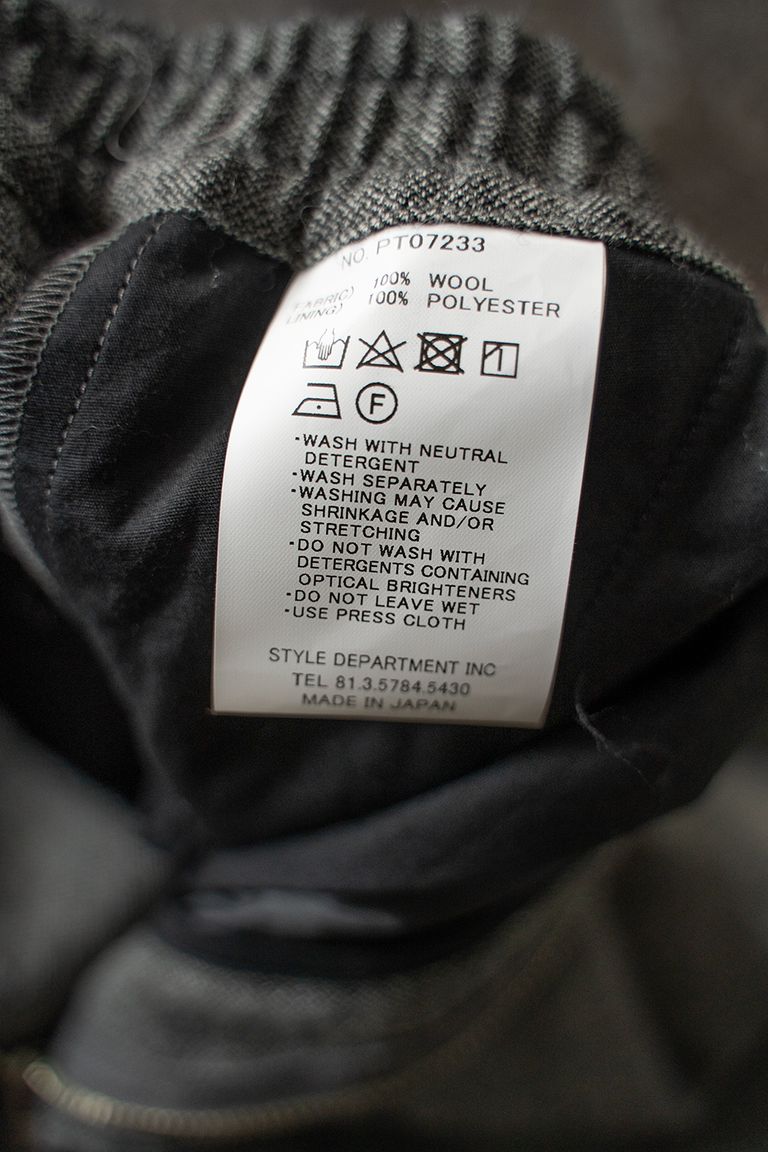 NO. PT07233
FABRIC) 100% WOOL
LINING) 100% POLYESTER
F
·WASH WITH NEUTRAL
DETERGENT
·WASH SEPARATELY
·WASHING MAY CAUSE
SHRINKAGE AND/OR
STRETCHING
·DO NOT WASH WITH
DETERGENTS CONTAINING
OPTICAL BRIGHTENERS
·DO NOT LEAVE WET
·USE PRESS CLOTH
STYLE DEPARTMENT INC
TEL 81.3.5784.5430
MADE IN JAPAN